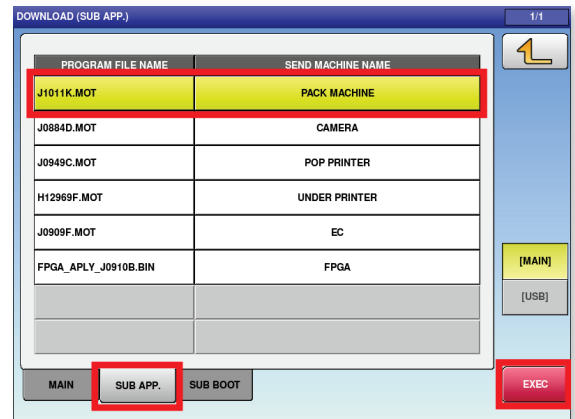 DOWNLOAD (SUB APP.) 1/1
PROGRAM FILE NAME SEND MACHINE NAME
J1011K.MOT PACK MACHINE
J0884D.MOT CAMERA
J0949C.MOT POP PRINTER
H12969F.MOT UNDER PRINTER
J0909F.MOT EC
FPGA_APLY_J0910B.BIN FPGA
[MAIN]
[USB]
MAIN SUB APP. SUB BOOT EXEC